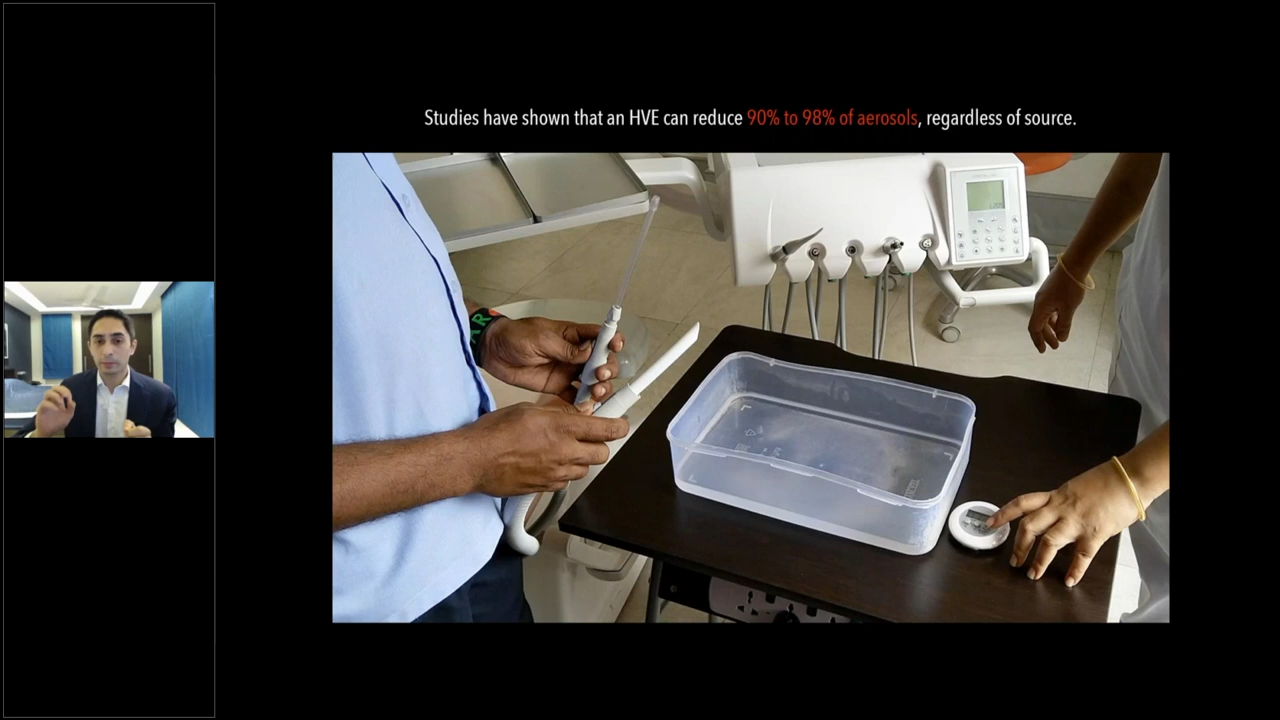 Studies have shown that an HVE can reduce 90% to 98% of aerosols, regardless of source.